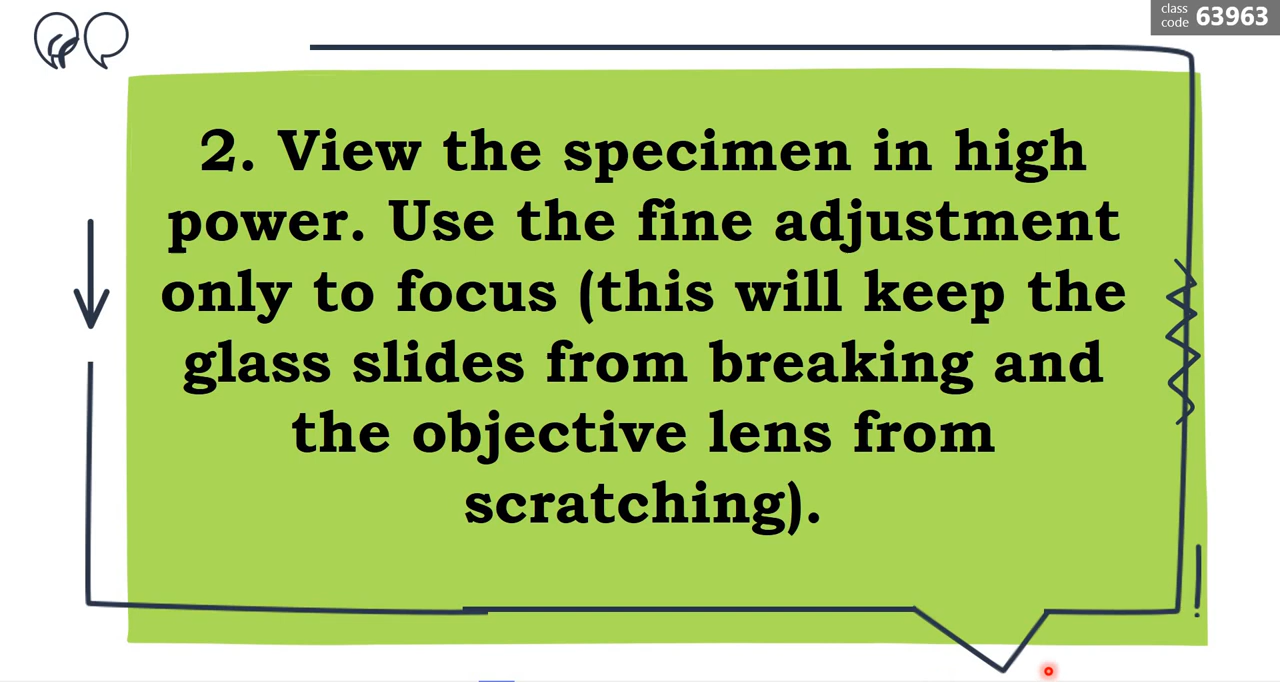 class
code 63963
2. View the specimen in high
power. Use the fine adjustment
only to focus (this will keep the
glass slides from breaking and
the objective lens from
scratching).